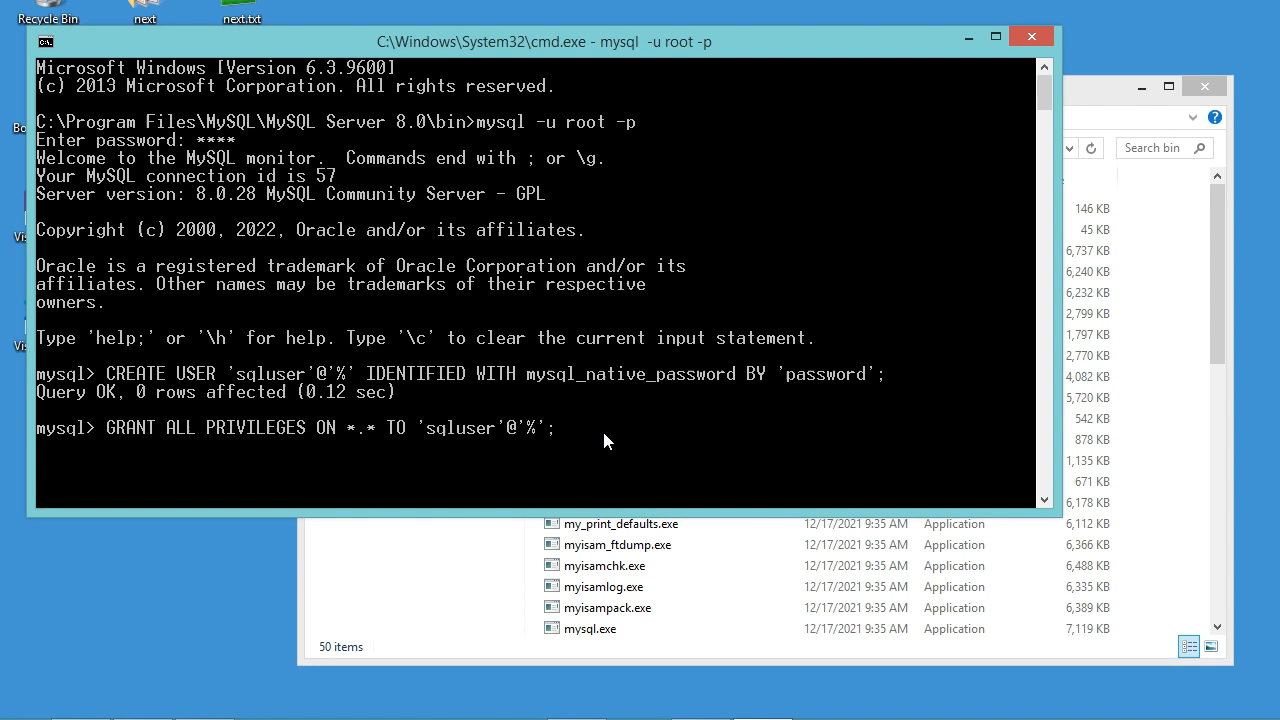 Recycle Bin
next
next.txt
C:\Windows\System32\cmd.exe - mysql  -u root -p
Microsoft Windows [Version 6.3.9600]
(c) 2013 Microsoft Corporation. All rights reserved.
C:\Program Files\MySQL\MySQL Server 8.0\bin>mysql -u root -p
Enter password: ****
Welcome to the MySQL monitor.  Commands end with ; or \g.
Your MySQL connection id is 57
Server version: 8.0.28 MySQL Community Server - GPL
Copyright (c) 2000, 2022, Oracle and/or its affiliates.
Oracle is a registered trademark of Oracle Corporation and/or its
affiliates. Other names may be trademarks of their respective
owners.
Type 'help;' or '\h' for help. Type '\c' to clear the current input statement.
mysql> CREATE USER 'sqluser'@'%' IDENTIFIED WITH mysql_native_password BY 'password';
Query OK, 0 rows affected (0.12 sec)
mysql> GRANT ALL PRIVILEGES ON *.* TO 'sqluser'@'%';
Search bin
146 KB
45 KB
6,737 KB
6,240 KB
6,232 KB
2,799 KB
1,797 KB
2,770 KB
4,082 KB
5,720 KB
542 KB
878 KB
1,135 KB
671 KB
6,178 KB
my_print_defaults.exe 12/17/2021 9:35 AM Application 6,112 KB
myisam_ftdump.exe 12/17/2021 9:35 AM Application 6,366 KB
myisamchk.exe 12/17/2021 9:35 AM Application 6,488 KB
myisamlog.exe 12/17/2021 9:35 AM Application 6,335 KB
myisampack.exe 12/17/2021 9:35 AM Application 6,389 KB
mysql.exe 12/17/2021 9:35 AM Application 7,119 KB
50 items